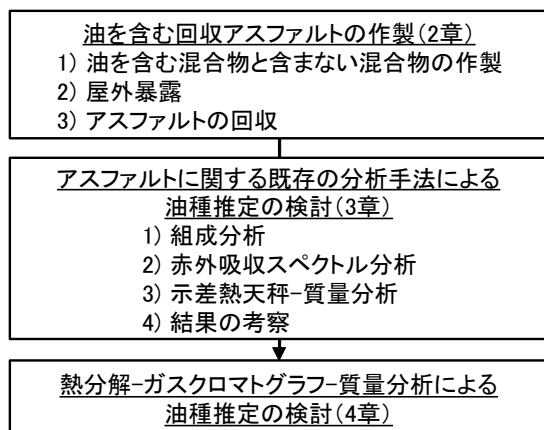 油を含む回収アスファルトの作製(2章)
1) 油を含む混合物と含まない混合物の作製
2) 屋外暴露
3) アスファルトの回収
アスファルトに関する既存の分析手法による
油種推定の検討(3章)
1) 組成分析
2) 赤外吸収スペクトル分析
3) 示差熱天秤-質量分析
4) 結果の考察
熱分解-ガスクロマトグラフ-質量分析による
油種推定の検討(4章)